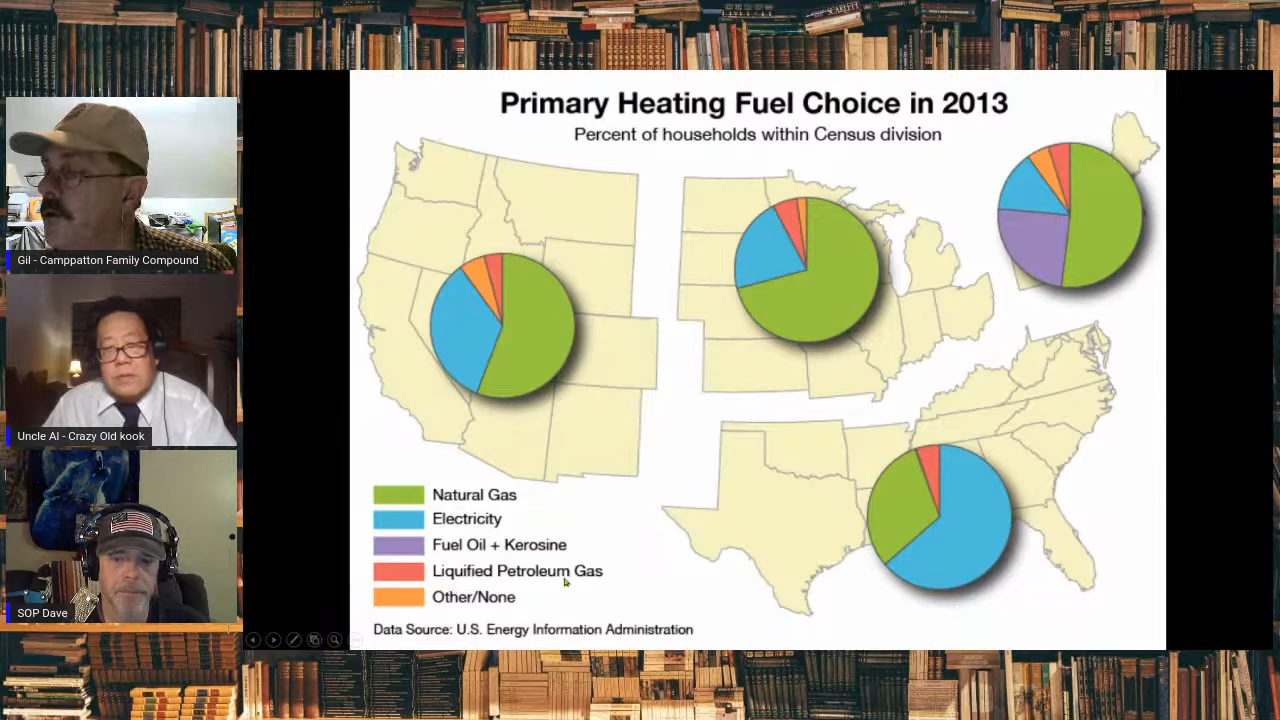 SCARLETT
Primary Heating Fuel Choice in 2013
Percent of households within Census division
Gil - Camppatton Family Compound
Uncle Al - Crazy Old kook
SOP Dave
Natural Gas
Electricity
Fuel Oil + Kerosine
Liquified Petroleum Gas
Other/None
Data Source: U.S. Energy Information Administration